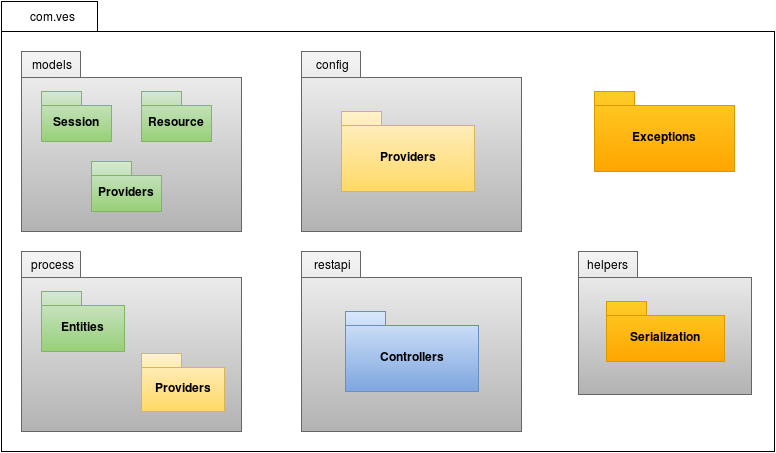 com.ves
models
Session
Resource
Providers
config
Providers
Exceptions
process
Entities
Providers
restapi
Controllers
helpers
Serialization